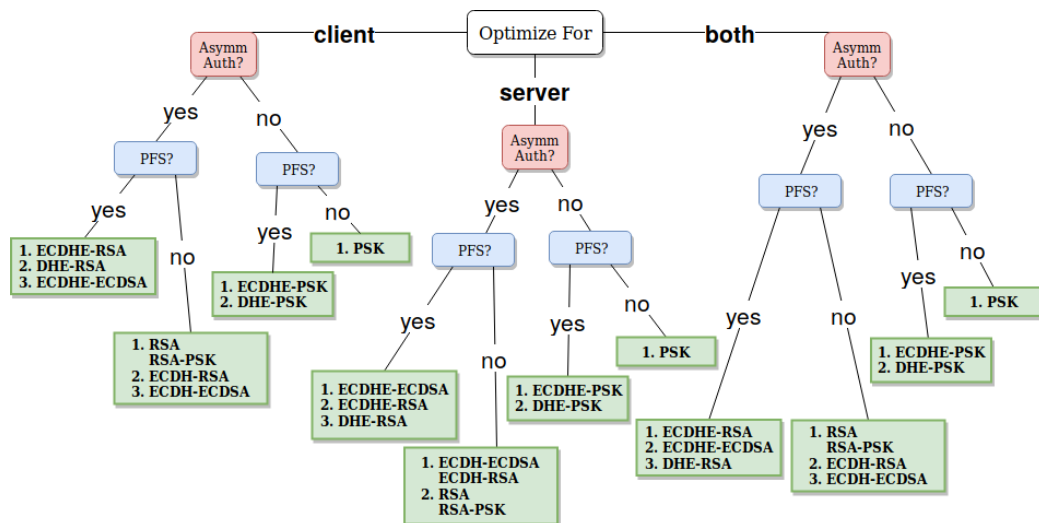 Optimize For
client
server
both
Asymm
Auth?
yes
no
PFS?
yes
no
1. ECDHE-RSA
2. DHE-RSA
3. ECDHE-ECDSA
1. RSA
RSA-PSK
2. ECDH-RSA
3. ECDH-ECDSA
PFS?
yes
no
1. ECDHE-PSK
2. DHE-PSK
1. PSK
Asymm
Auth?
yes
no
PFS?
yes
no
1. ECDHE-ECDSA
2. ECDHE-RSA
3. DHE-RSA
1. ECDH-ECDSA
ECDH-RSA
2. RSA
RSA-PSK
PFS?
yes
no
1. ECDHE-PSK
2. DHE-PSK
1. PSK
Asymm
Auth?
yes
no
PFS?
yes
no
1. ECDHE-RSA
2. ECDHE-ECDSA
3. DHE-RSA
1. RSA
RSA-PSK
2. ECDH-RSA
3. ECDH-ECDSA
PFS?
yes
no
1. ECDHE-PSK
2. DHE-PSK
1. PSK